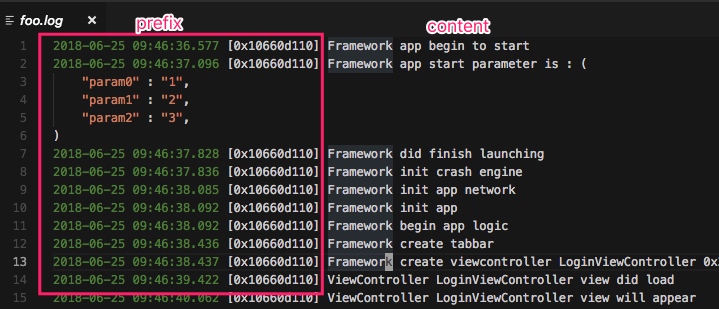 foo.log ×
prefix
content
1 2018-06-25 09:46:36.577 [0x10660d110] Framework app begin to start
2 2018-06-25 09:46:37.096 [0x10660d110] Framework app start parameter is : (
3 "param0" : "1",
4 "param1" : "2",
5 "param2" : "3",
6 )
7 2018-06-25 09:46:37.828 [0x10660d110] Framework did finish launching
8 2018-06-25 09:46:37.836 [0x10660d110] Framework init crash engine
9 2018-06-25 09:46:38.085 [0x10660d110] Framework init app network
10 2018-06-25 09:46:38.092 [0x10660d110] Framework init app
11 2018-06-25 09:46:38.092 [0x10660d110] Framework begin app logic
12 2018-06-25 09:46:38.436 [0x10660d110] Framework create tabbar
13 2018-06-25 09:46:38.437 [0x10660d110] Framework create viewcontroller LoginViewController 0x
14 2018-06-25 09:46:39.422 [0x10660d110] ViewController LoginViewController view did load
15 2018-06-25 09:46:40.062 [0x10660d110] ViewController LoginViewController view will appear